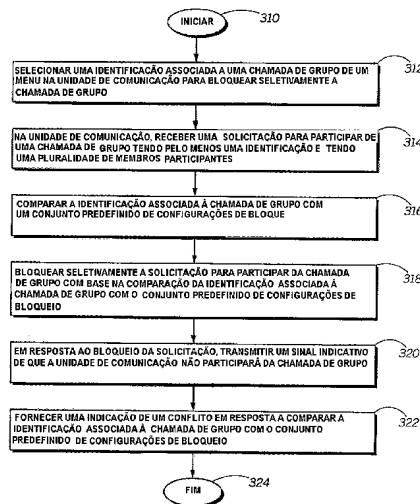 INICIAR
310
SELECIONAR UMA IDENTIFICAÇÃO ASSOCIADA A UMA CHAMADA DE GRUPO DE UM
MENU NA UNIDADE DE COMUNICAÇÃO PARA BLOQUEAR SELETIVAMENTE A
CHAMADA DE GRUPO
312
NA UNIDADE DE COMUNICAÇÃO, RECEBER UMA SOLICITAÇÃO PARA PARTICIPAR DE
UMA CHAMADA DE GRUPO TENDO PELO MENOS UMA IDENTIFICAÇÃO E TENDO
UMA PLURALIDADE DE MEMBROS PARTICIPANTES
314
COMPARAR A IDENTIFICAÇÃO ASSOCIADA À CHAMADA DE GRUPO COM
UM CONJUNTO PREDEFINIDO DE CONFIGURAÇÕES DE BLOQUE
316
BLOQUEAR SELETIVAMENTE A SOLICITAÇÃO PARA PARTICIPAR DA CHAMADA
DE GRUPO COM BASE NA COMPARAÇÃO DA IDENTIFICAÇÃO ASSOCIADA À
CHAMADA DE GRUPO COM O CONJUNTO PREDEFINIDO DE CONFIGURAÇÕES DE
BLOQUEIO
318
EM RESPOSTA AO BLOQUEIO DA SOLICITAÇÃO, TRANSMITIR UM SINAL INDICATIVO
DE QUE A UNIDADE DE COMUNICAÇÃO NÃO PARTICIPARÁ DA CHAMADA DE GRUPO
320
FORNECER UMA INDICAÇÃO DE UM CONFLITO EM RESPOSTA A COMPARAR A
IDENTIFICAÇÃO ASSOCIADA À CHAMADA DE GRUPO COM O CONJUNTO
PREDEFINIDO DE CONFIGURAÇÕES DE BLOQUEIO
322
FIM
324